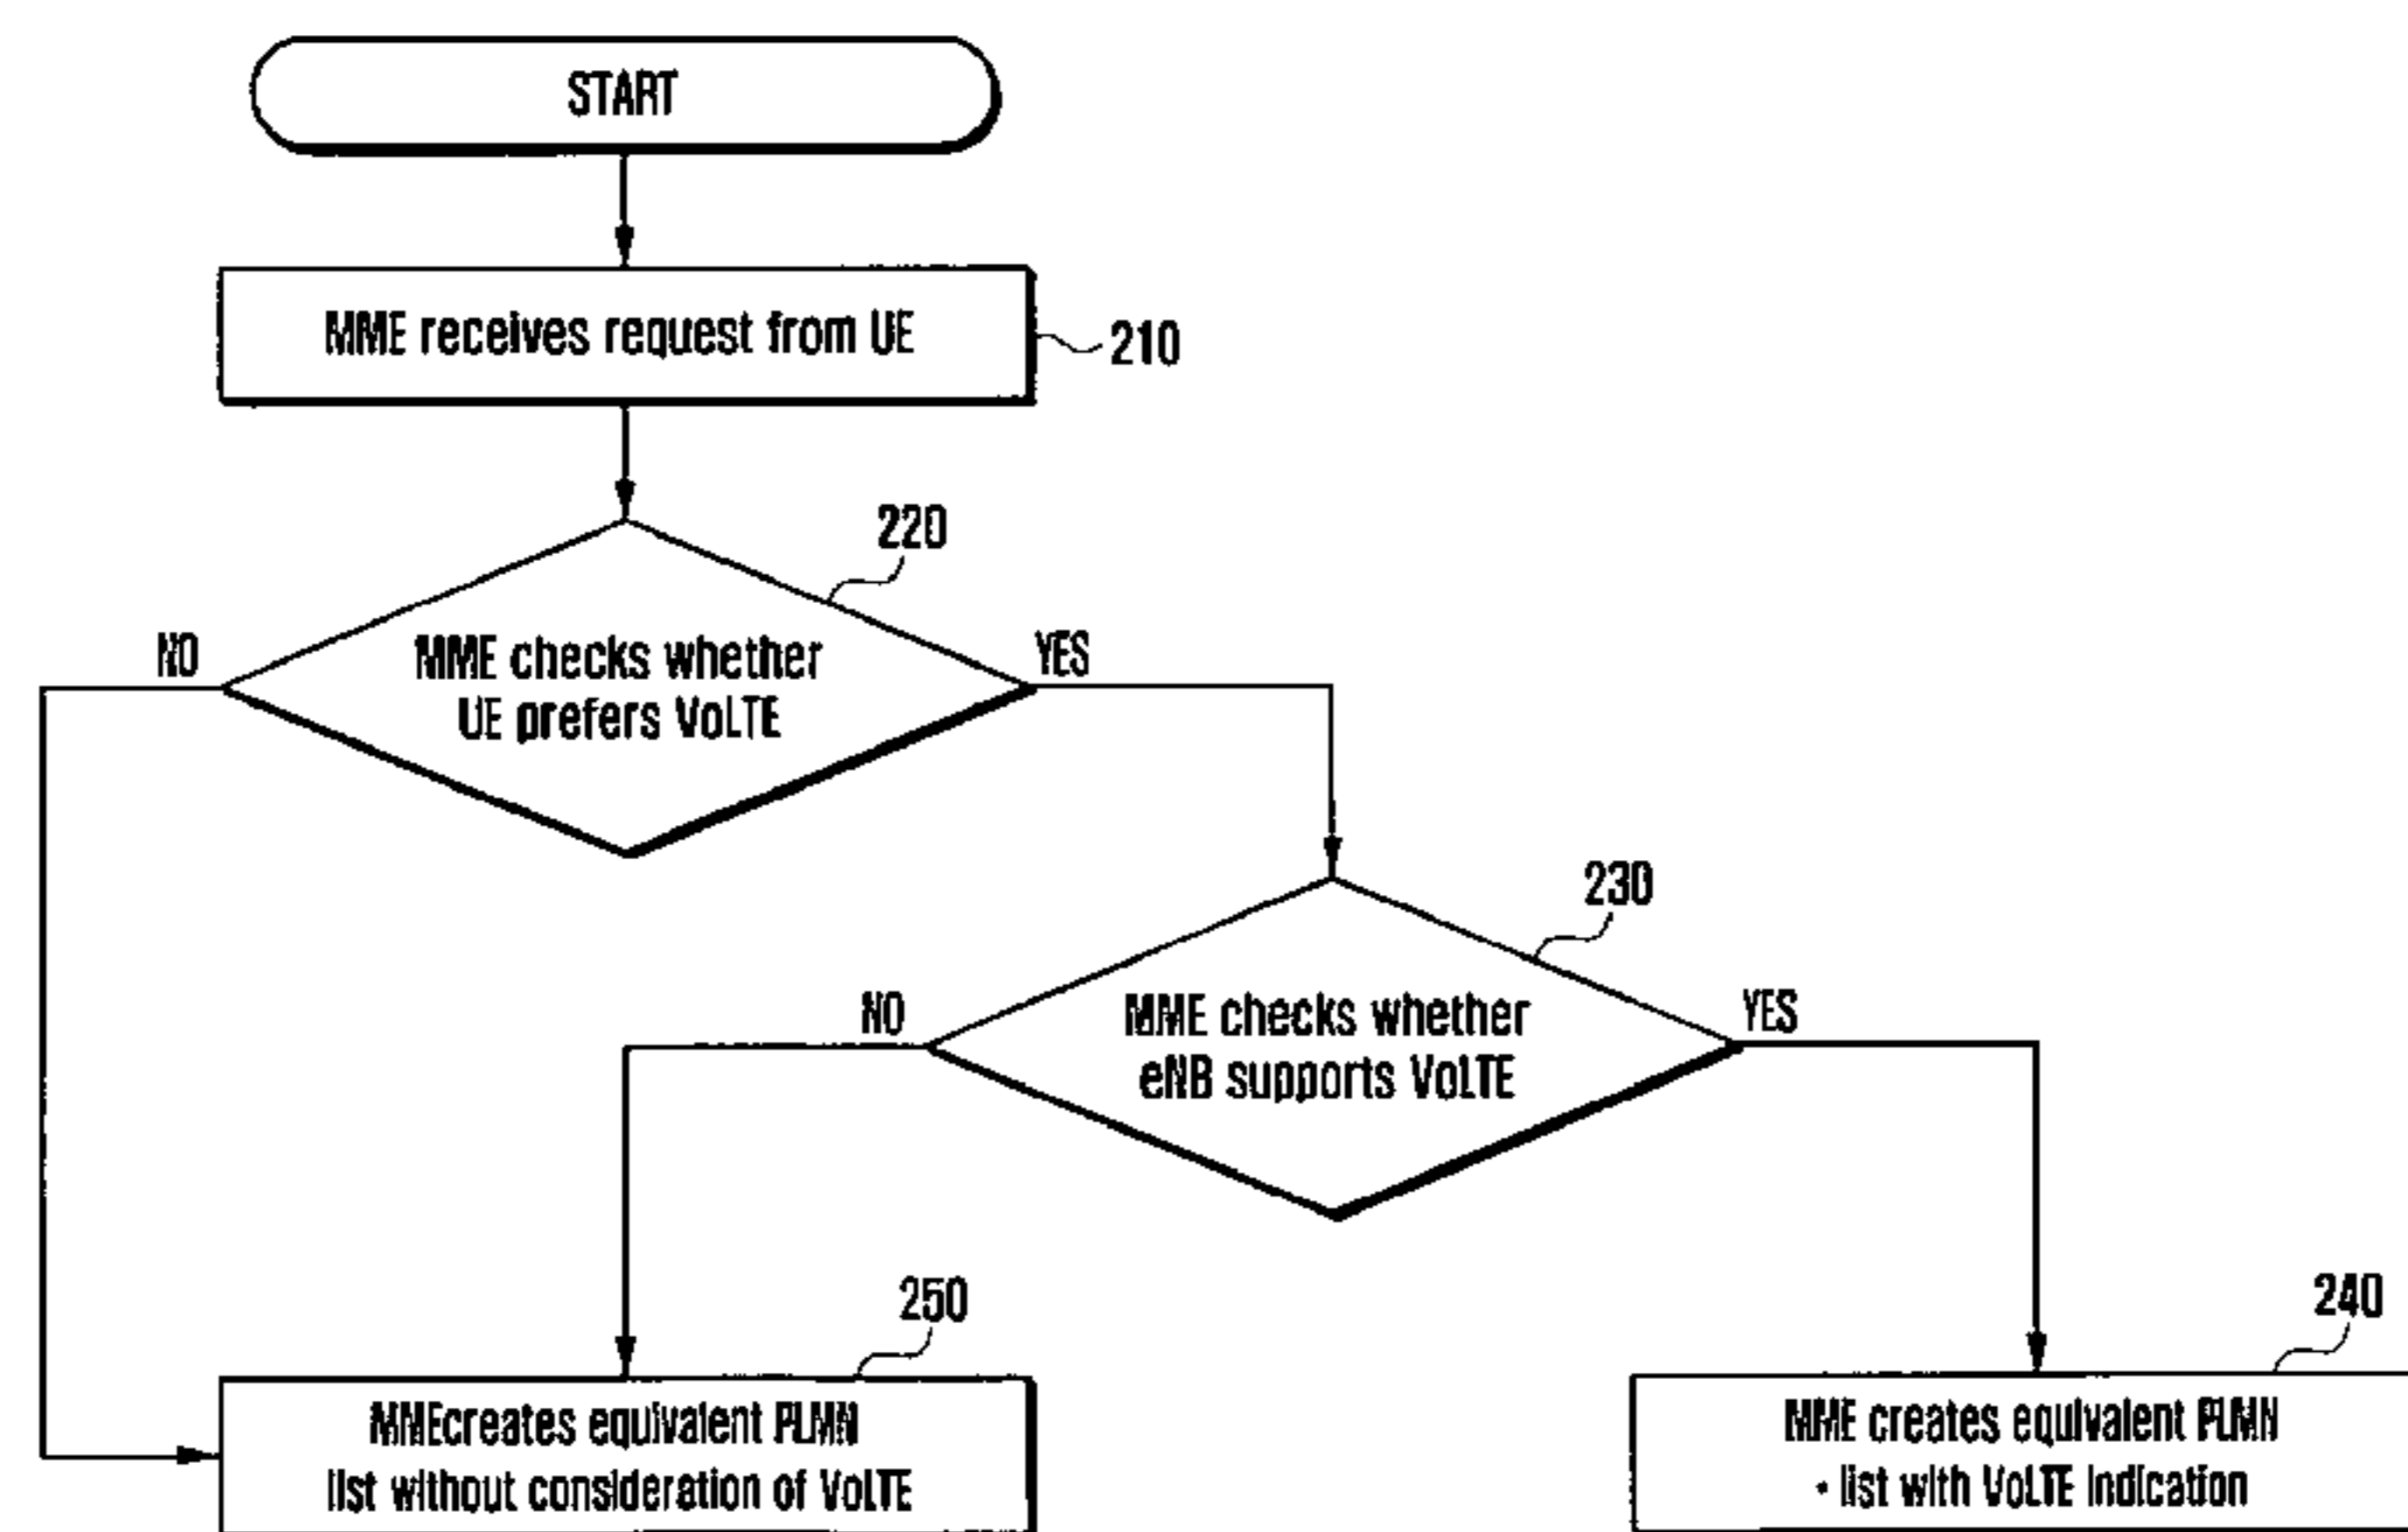 START
MME receives request from UE
210
220
NO
YES
MME checks whether
UE prefers VoLTE
230
NO
YES
MME checks whether
eNB supports VoLTE
250
240
MMEcreates equivalent PLMN
list without consideration of VoLTE
MME creates equivalent PLMN
• list with VoLTE indication